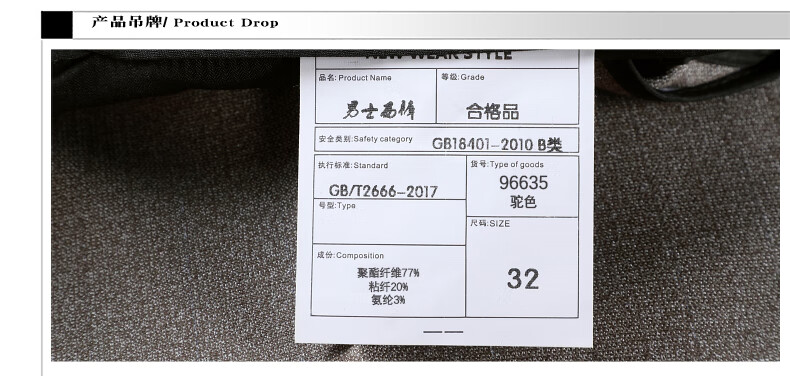 产品吊牌/ Product Drop
NEW WEAR STYLE
品名: Product Name
男士西裤
等级: Grade
合格品
安全类别: Safety category
GB18401-2010 B类
执行标准: Standard
GB/T2666-2017
货号: Type of goods
96635
驼色
号型: Type
尺码: SIZE
32
成份: Composition
聚酯纤维77%
粘纤20%
氨纶3%